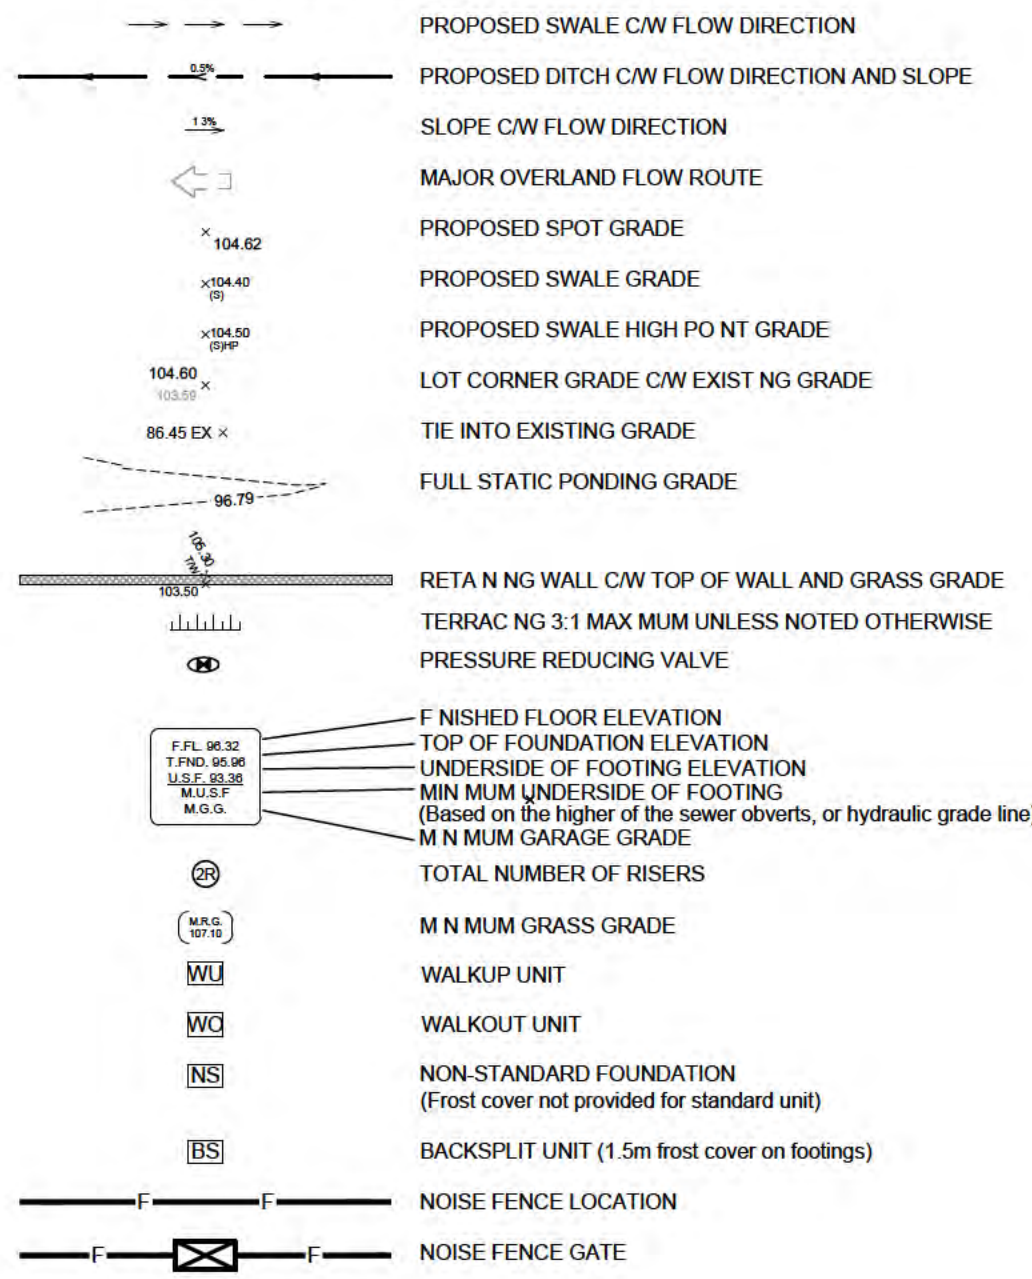 PROPOSED SWALE C/W FLOW DIRECTION
0.5%
PROPOSED DITCH C/W FLOW DIRECTION AND SLOPE
1 3%
SLOPE C/W FLOW DIRECTION
MAJOR OVERLAND FLOW ROUTE
104.62
PROPOSED SPOT GRADE
104.40
(S)
PROPOSED SWALE GRADE
104.50
(S)HP
PROPOSED SWALE HIGH PO NT GRADE
104.60
103.59
LOT CORNER GRADE C/W EXIST NG GRADE
86.45 EX
TIE INTO EXISTING GRADE
96.79
FULL STATIC PONDING GRADE
105.30
T/W
103.50
RETA N NG WALL C/W TOP OF WALL AND GRASS GRADE
TERRAC NG 3:1 MAX MUM UNLESS NOTED OTHERWISE
PRESSURE REDUCING VALVE
F.FL. 96.32
T.FND. 95.96
U.S.F. 93.36
M.U.S.F
M.G.G.
F NISHED FLOOR ELEVATION
TOP OF FOUNDATION ELEVATION
UNDERSIDE OF FOOTING ELEVATION
MIN MUM UNDERSIDE OF FOOTING
(Based on the higher of the sewer obverts, or hydraulic grade line)
M N MUM GARAGE GRADE
2R
TOTAL NUMBER OF RISERS
M.R.G.
107.10
M N MUM GRASS GRADE
WU
WALKUP UNIT
WO
WALKOUT UNIT
NS
NON-STANDARD FOUNDATION
(Frost cover not provided for standard unit)
BS
BACKSPLIT UNIT (1.5m frost cover on footings)
F F
NOISE FENCE LOCATION
F F
NOISE FENCE GATE